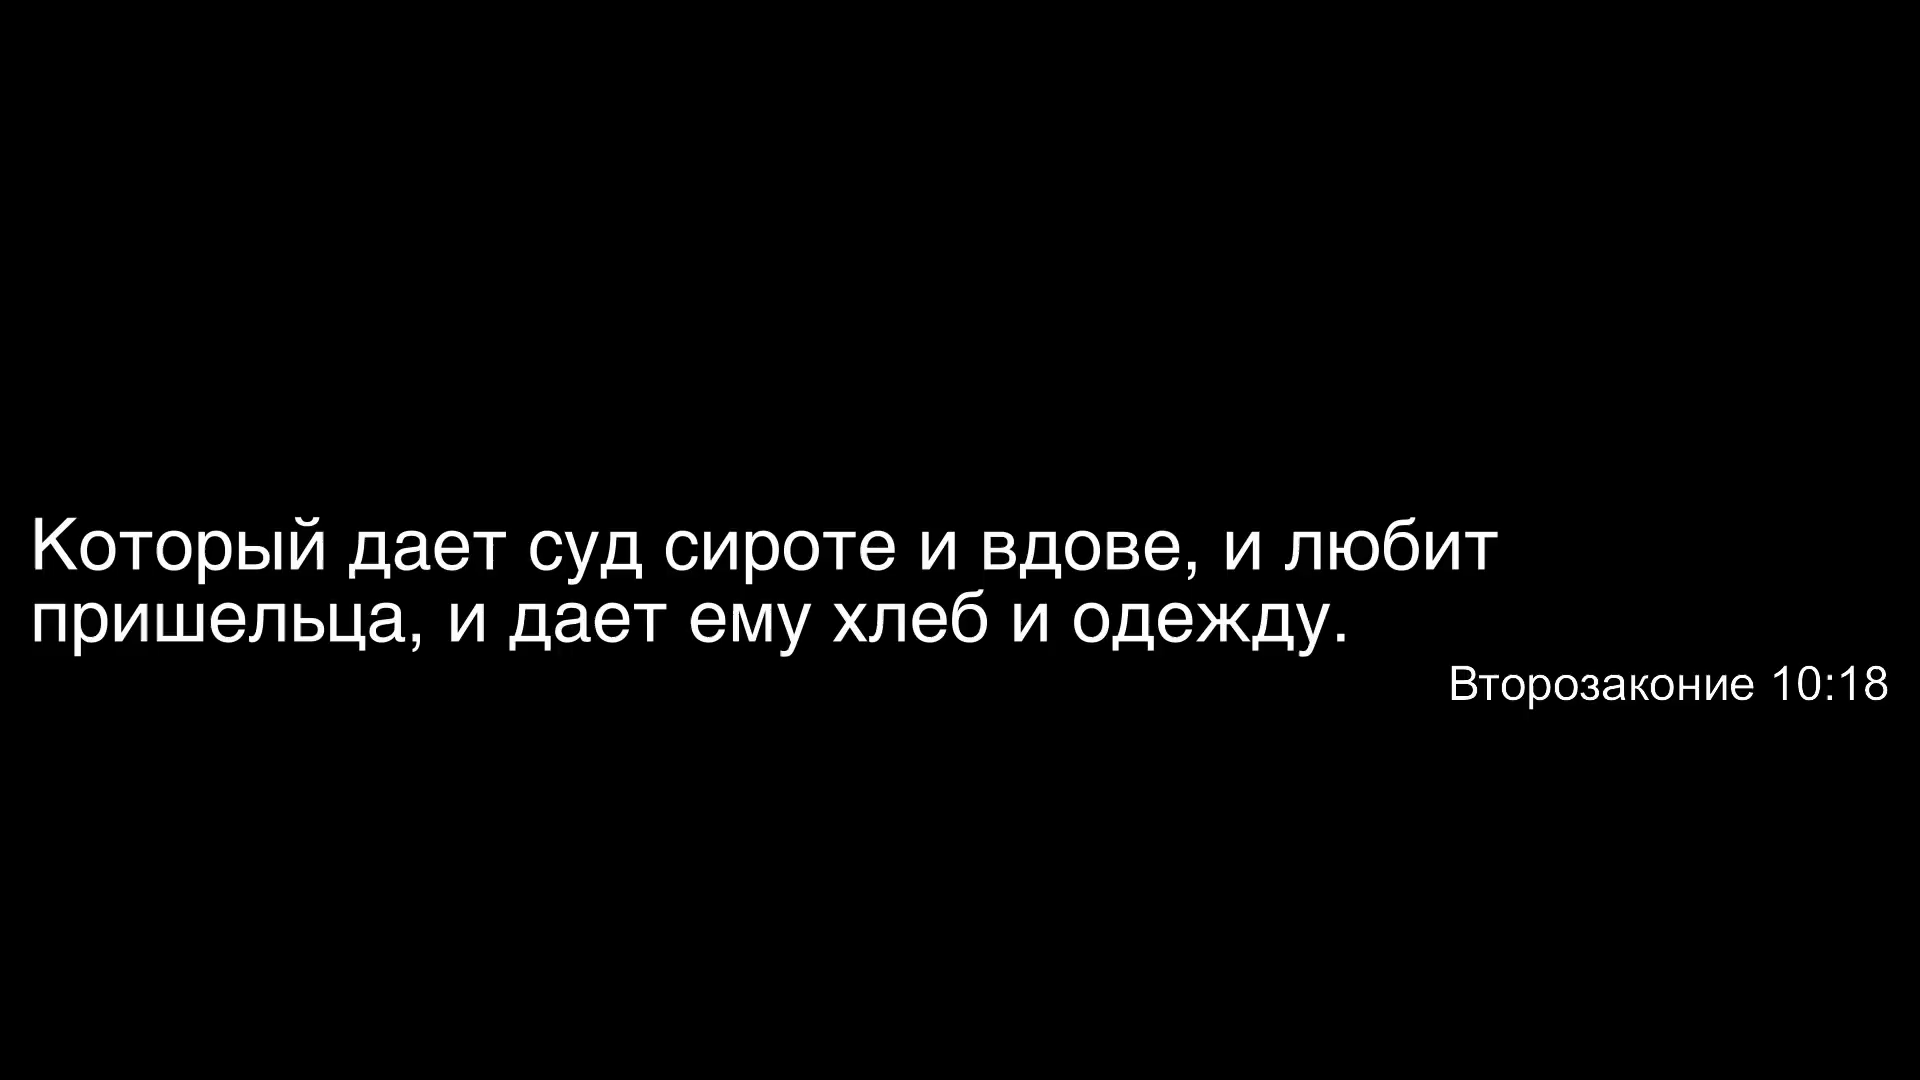 Который дает суд сироте и вдове, и любит
пришельца, и дает ему хлеб и одежду.
Второзаконие 10:18